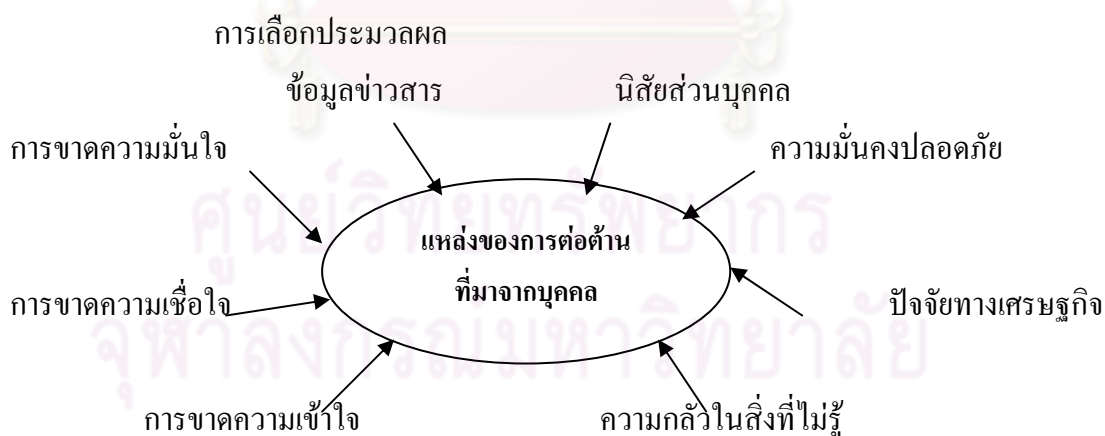 การเลือกประมวลผล
ข้อมูลข่าวสาร
นิสัยส่วนบุคคล
การขาดความมั่นใจ
ความมั่นคงปลอดภัย
แหล่งของการต่อต้าน
ที่มาจากบุคคล
การขาดความเชื่อใจ
ปัจจัยทางเศรษฐกิจ
การขาดความเข้าใจ
ความกลัวในสิ่งที่ไม่รู้
ศูนย์วิทยทรัพยากร
จุฬาลงกรณ์มหาวิทยาลัย